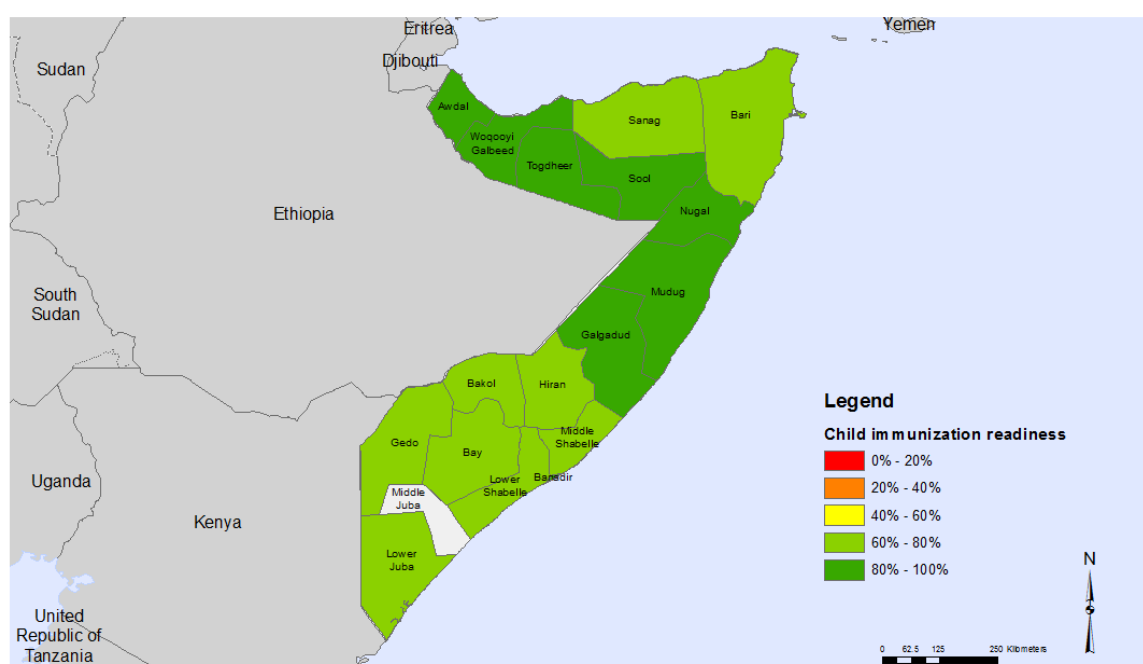 Eritrea
Yemen
Djibouti
Sudan
Awdal
Sanag
Bari
Woqooyi
Galbeed
Togdheer
Sool
Nugal
Ethiopia
Mudug
South
Sudan
Galgadud
Bakol
Hiran
Gedo
Bay
Middle
Shabelle
Lower
Shabelle
Banadir
Middle
Juba
Uganda
Kenya
Lower
Juba
United
Republic of
Tanzania
Legend
Child immunization readiness
0% - 20%
20% - 40%
40% - 60%
60% - 80%
80% - 100%
N
0 62.5 125 250 Kilometers